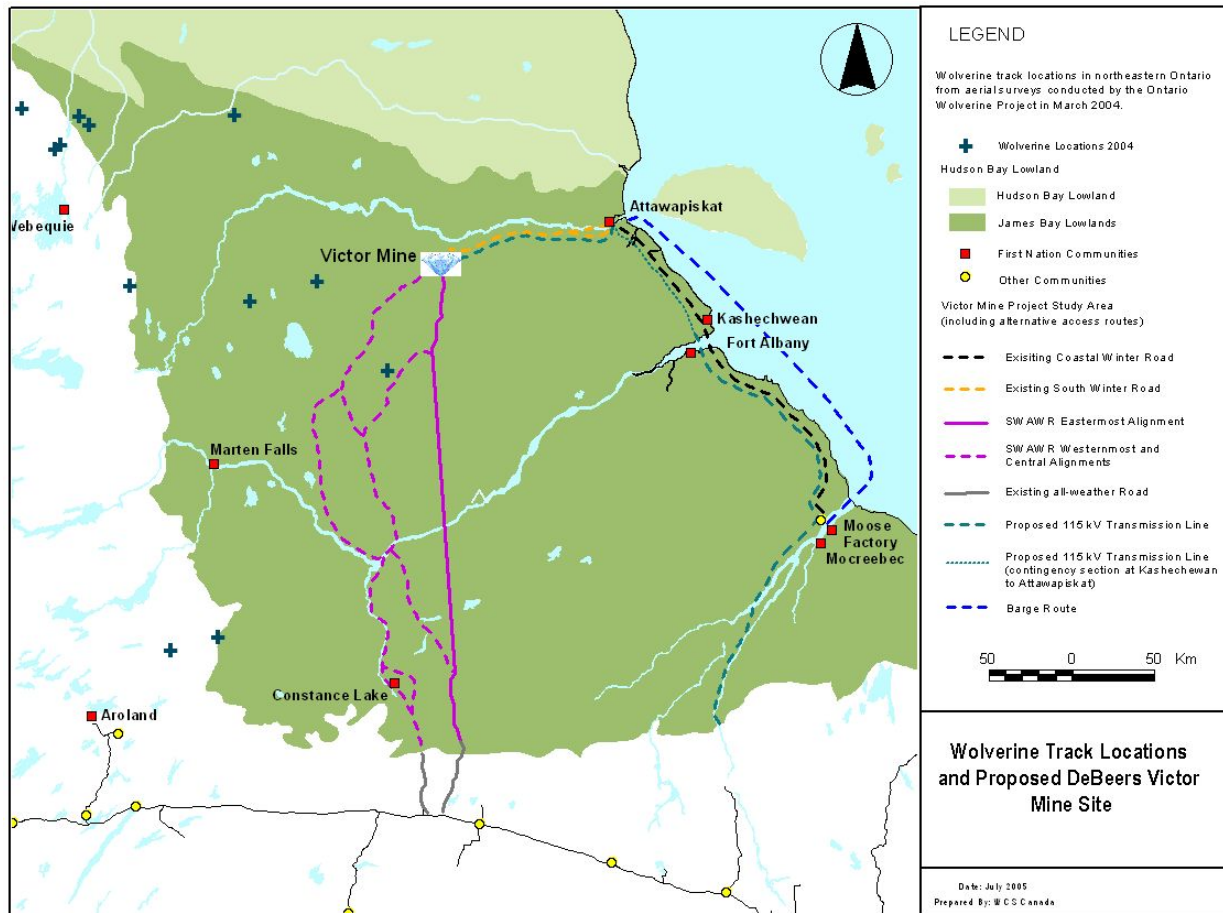 Attawapiskat
Webequie
Victor Mine
Kashechwean
Fort Albany
Marten Falls
Moose
Factory
Mocreebec
Constance Lake
Aroland
LEGEND
Wolverine track locations in northeastern Ontario
from aerial surveys conducted by the Ontario
Wolverine Project in March 2004.
Wolverine Locations 2004
Hudson Bay Lowland
Hudson Bay Lowland
James Bay Lowlands
First Nation Communities
Other Communities
Victor Mine Project Study Area
(including alternative access routes)
Exisiting Coastal Winter Road
Existing South Winter Road
SWAWR Easternmost Alignment
SWAWR Westernmost and
Central Alignments
Existing all-weather Road
Proposed 115 kV Transmission Line
Proposed 115 kV Transmission Line
(contingency section at Kashechewan
to Attawapiskat)
Barge Route
50 0 50 Km
Wolverine Track Locations
and Proposed DeBeers Victor
Mine Site
Date: July 2005
Prepared By: WCS Canada